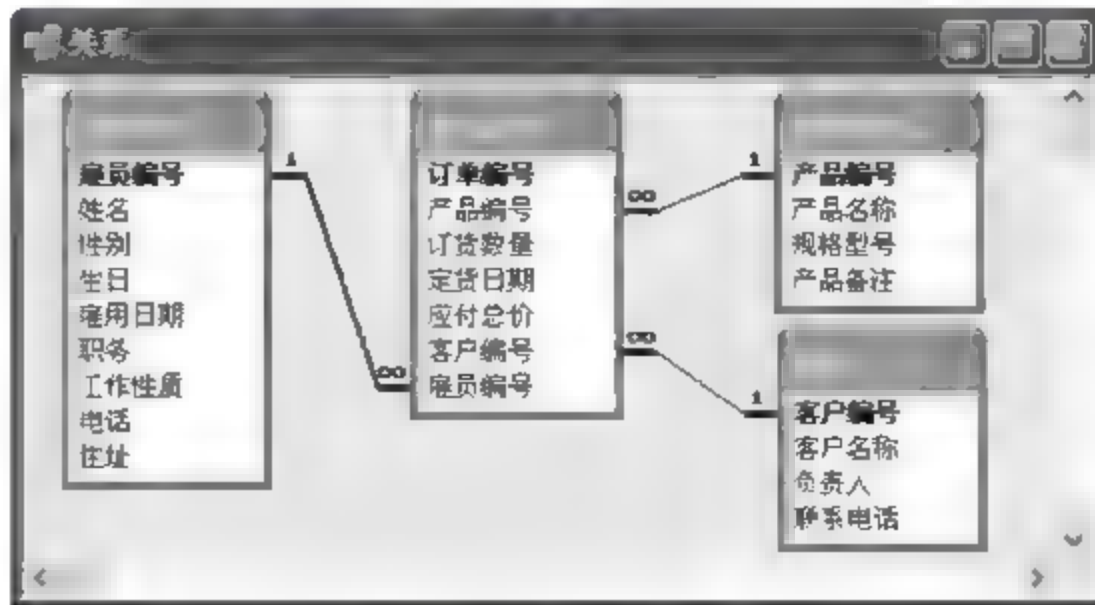 关系
雇员编号
姓名
性别
生日
雇用日期
职务
工作性质
电话
住址
1
∞
订单编号
产品编号
订货数量
定货日期
应付总价
客户编号
雇员编号
∞
1
产品编号
产品名称
规格型号
产品备注
∞
1
客户编号
客户名称
负责人
联系电话